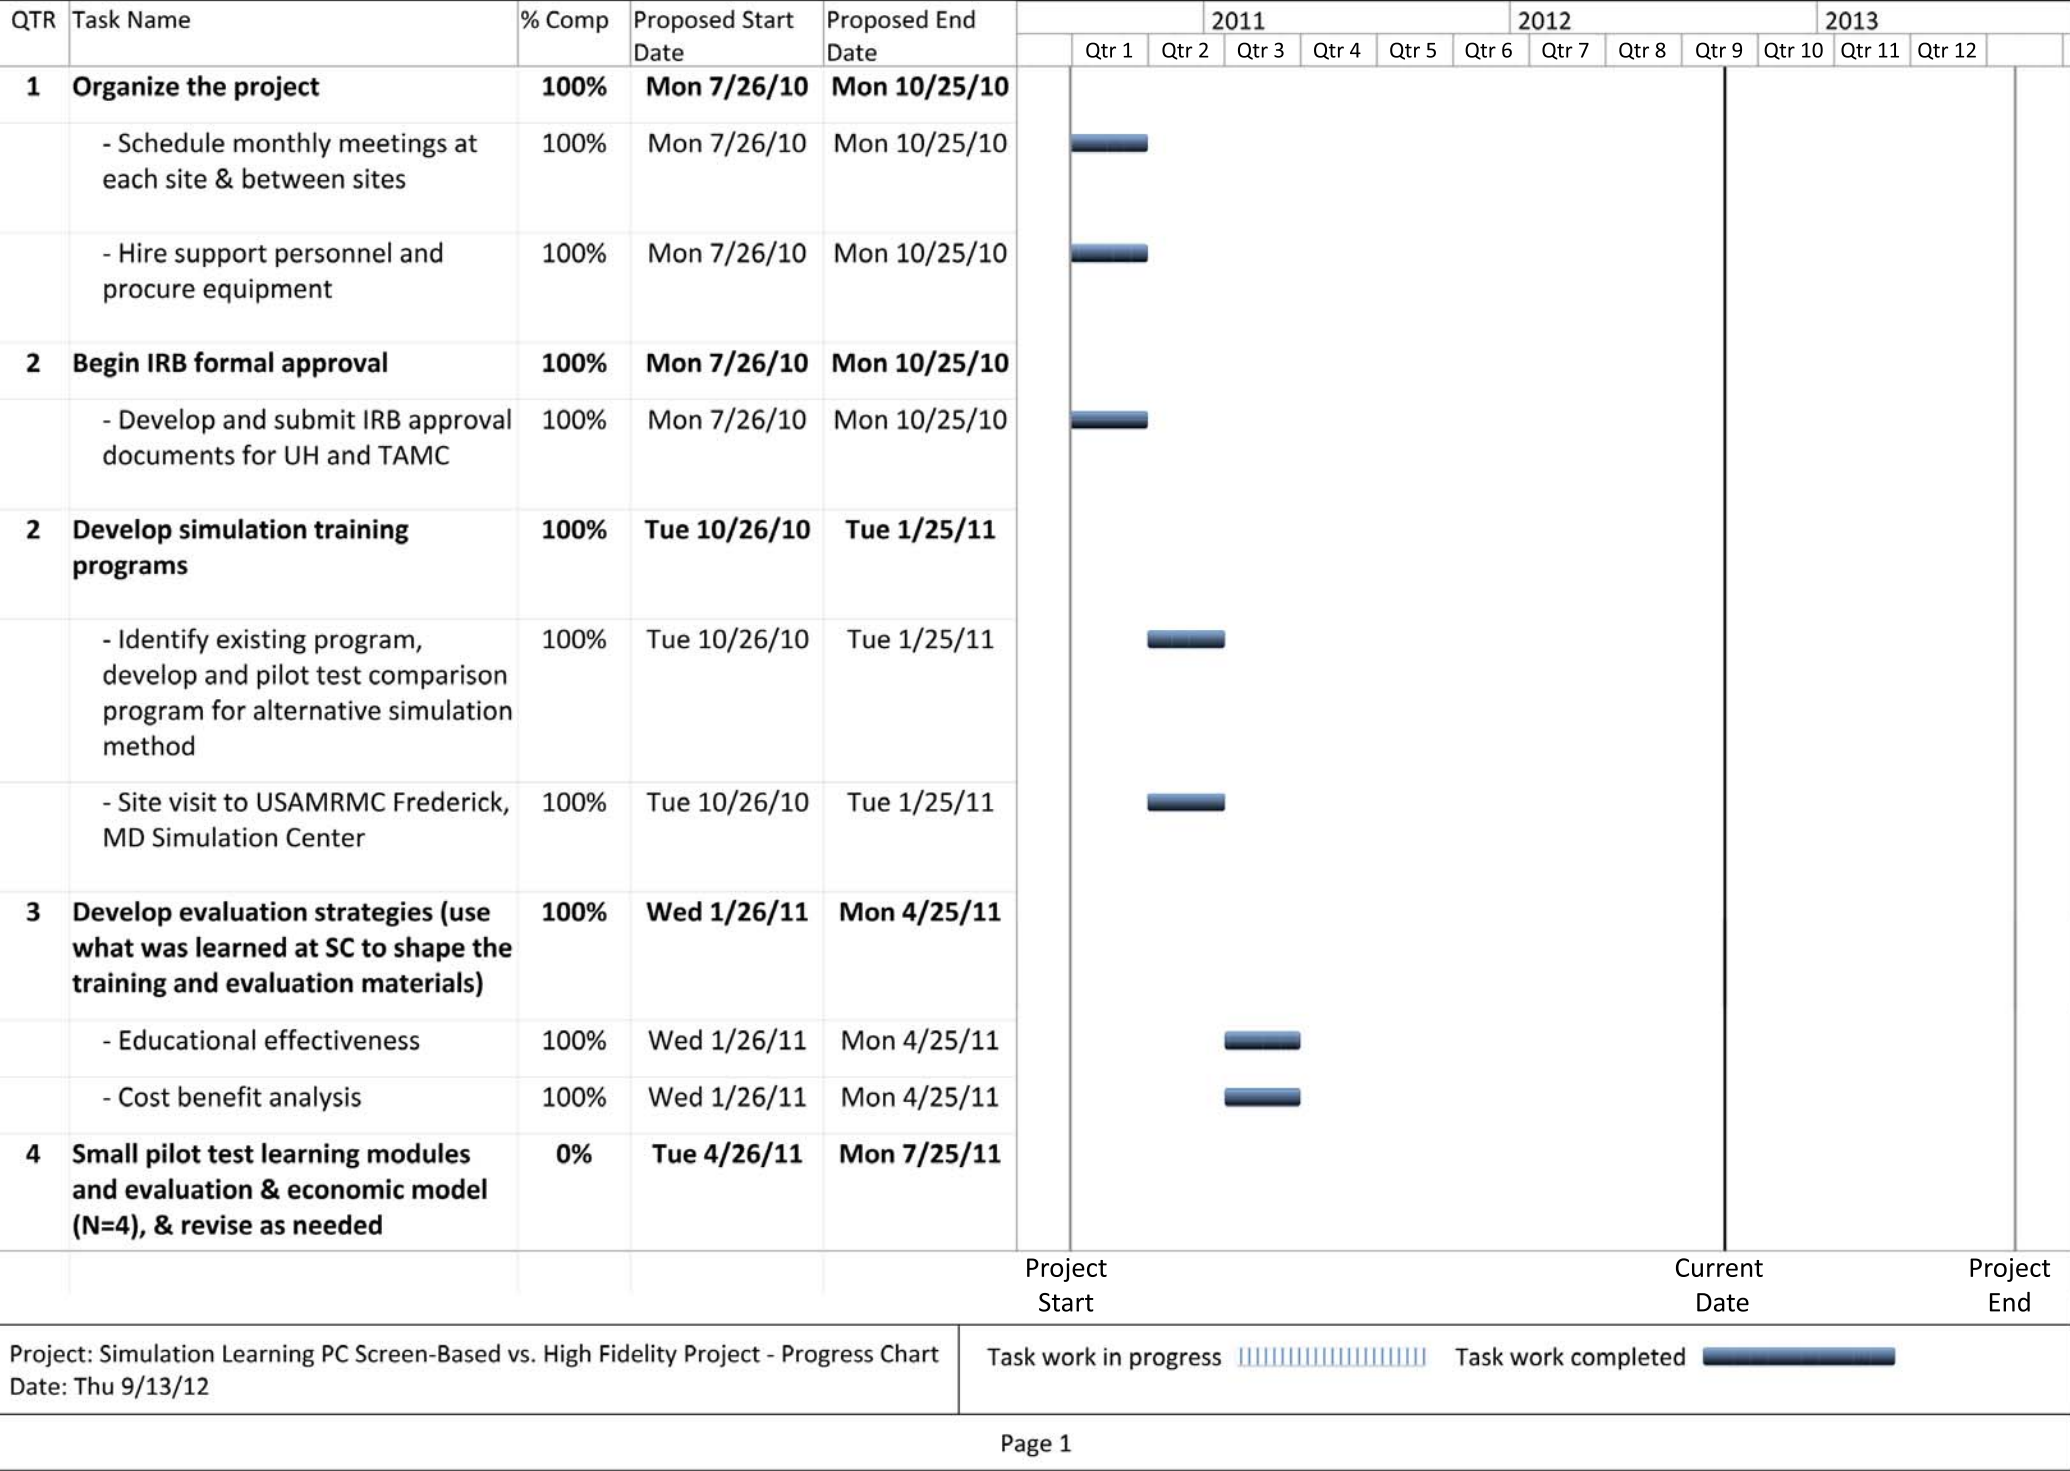 QTR Task Name % Comp Proposed Start Date Proposed End Date
2011 2012 2013
Qtr 1 Qtr 2 Qtr 3 Qtr 4 Qtr 5 Qtr 6 Qtr 7 Qtr 8 Qtr 9 Qtr 10 Qtr 11 Qtr 12
1 Organize the project 100% Mon 7/26/10 Mon 10/25/10
- Schedule monthly meetings at 100% Mon 7/26/10 Mon 10/25/10
each site & between sites
- Hire support personnel and 100% Mon 7/26/10 Mon 10/25/10
procure equipment
2 Begin IRB formal approval 100% Mon 7/26/10 Mon 10/25/10
- Develop and submit IRB approval 100% Mon 7/26/10 Mon 10/25/10
documents for UH and TAMC
2 Develop simulation training 100% Tue 10/26/10 Tue 1/25/11
programs
- Identify existing program, 100% Tue 10/26/10 Tue 1/25/11
develop and pilot test comparison
program for alternative simulation
method
- Site visit to USAMRMC Frederick, 100% Tue 10/26/10 Tue 1/25/11
MD Simulation Center
3 Develop evaluation strategies (use 100% Wed 1/26/11 Mon 4/25/11
what was learned at SC to shape the
training and evaluation materials)
- Educational effectiveness 100% Wed 1/26/11 Mon 4/25/11
- Cost benefit analysis 100% Wed 1/26/11 Mon 4/25/11
4 Small pilot test learning modules 0% Tue 4/26/11 Mon 7/25/11
and evaluation & economic model
(N=4), & revise as needed
Project Start
Current Date
Project End
Project: Simulation Learning PC Screen-Based vs. High Fidelity Project - Progress Chart
Date: Thu 9/13/12
Task work in progress Task work completed
Page 1